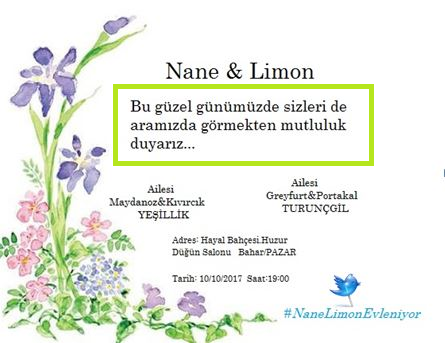 Nane & Limon
Bu güzel günümüzde sizleri de
aramızda görmekten mutluluk
duyarız...
Ailesi
Maydanoz&Kıvırcık
YEŞİLLİK
Ailesi
Greyfurt&Portakal
TURUNÇGİL
Adres: Hayal Bahçesi.Huzur
Düğün Salonu Bahar/PAZAR
Tarih: 10/10/2017 Saat:19:00
#NaneLimonEvleniyor